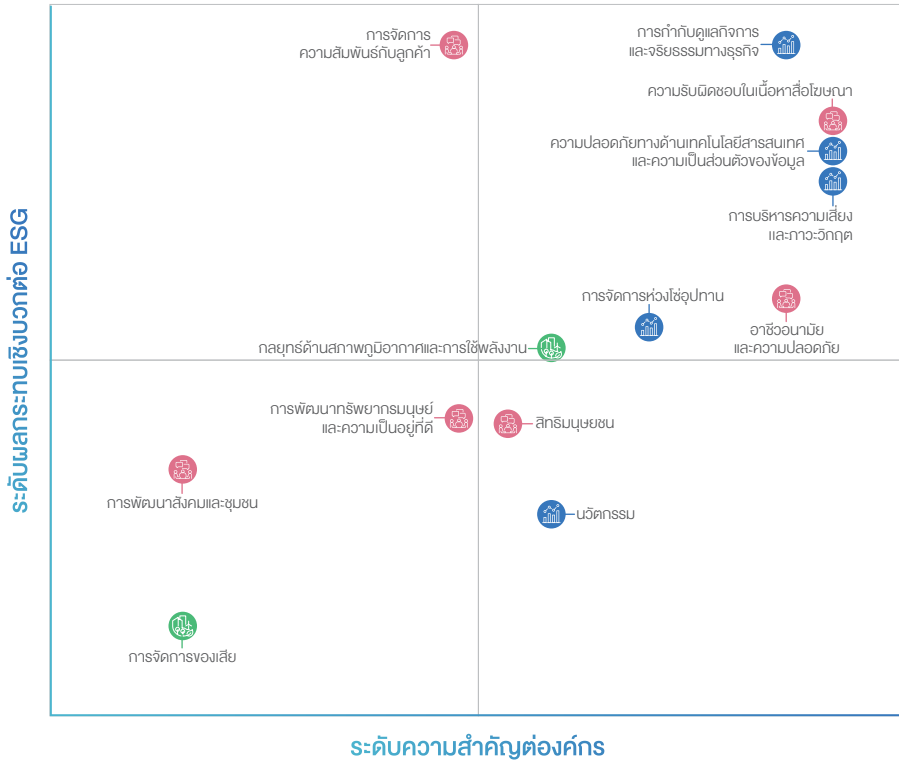 การจัดการ
ความสัมพันธ์กับลูกค้า
การกำกับดูแลกิจการ
และจริยธรรมทางธุรกิจ
ความรับผิดชอบในเนื้อหาสื่อโฆษณา
ความปลอดภัยทางด้านเทคโนโลยีสารสนเทศ
และความเป็นส่วนตัวของข้อมูล
การบริหารความเสี่ยง
และภาวะวิกฤต
การจัดการห่วงโซ่อุปทาน
อาชีวอนามัย
และความปลอดภัย
กลยุทธ์ด้านสภาพภูมิอากาศและการใช้พลังงาน
การพัฒนาทรัพยากรมนุษย์
และความเป็นอยู่ที่ดี
สิทธิมนุษยชน
การพัฒนาสังคมและชุมชน
นวัตกรรม
การจัดการของเสีย
ระดับผลกระทบเชิงบวกต่อ ESG
ระดับความสำคัญต่องค์กร